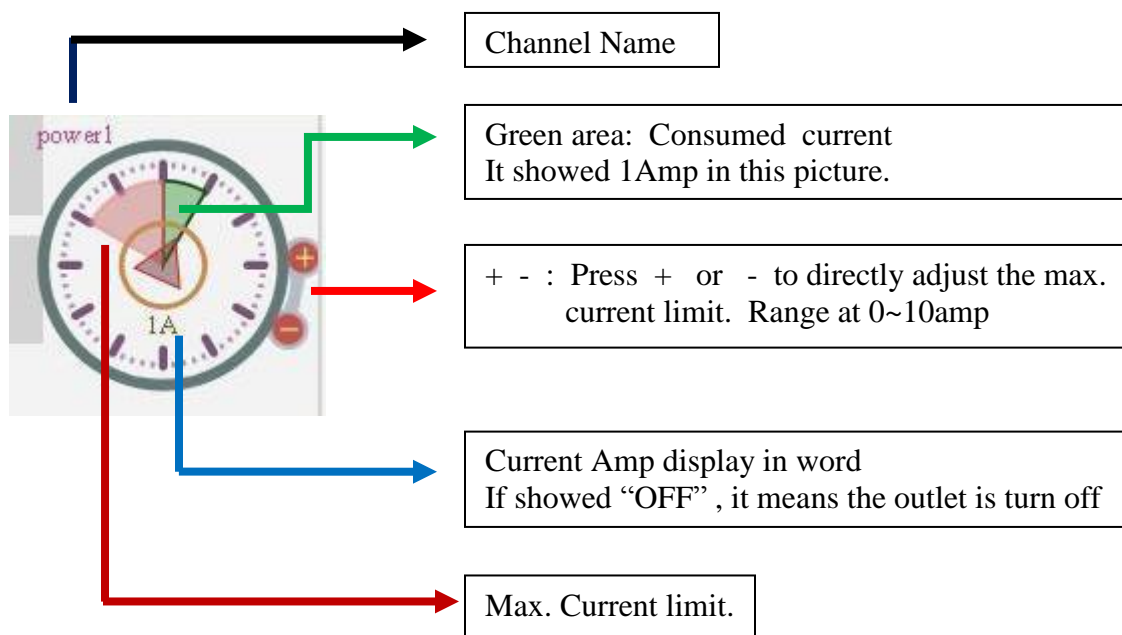 Channel Name
power1
Green area: Consumed current
It showed 1Amp in this picture.
+ - : Press + or - to directly adjust the max.
current limit. Range at 0~10amp
+
1A
−
Current Amp display in word
If showed “OFF” , it means the outlet is turn off
Max. Current limit.